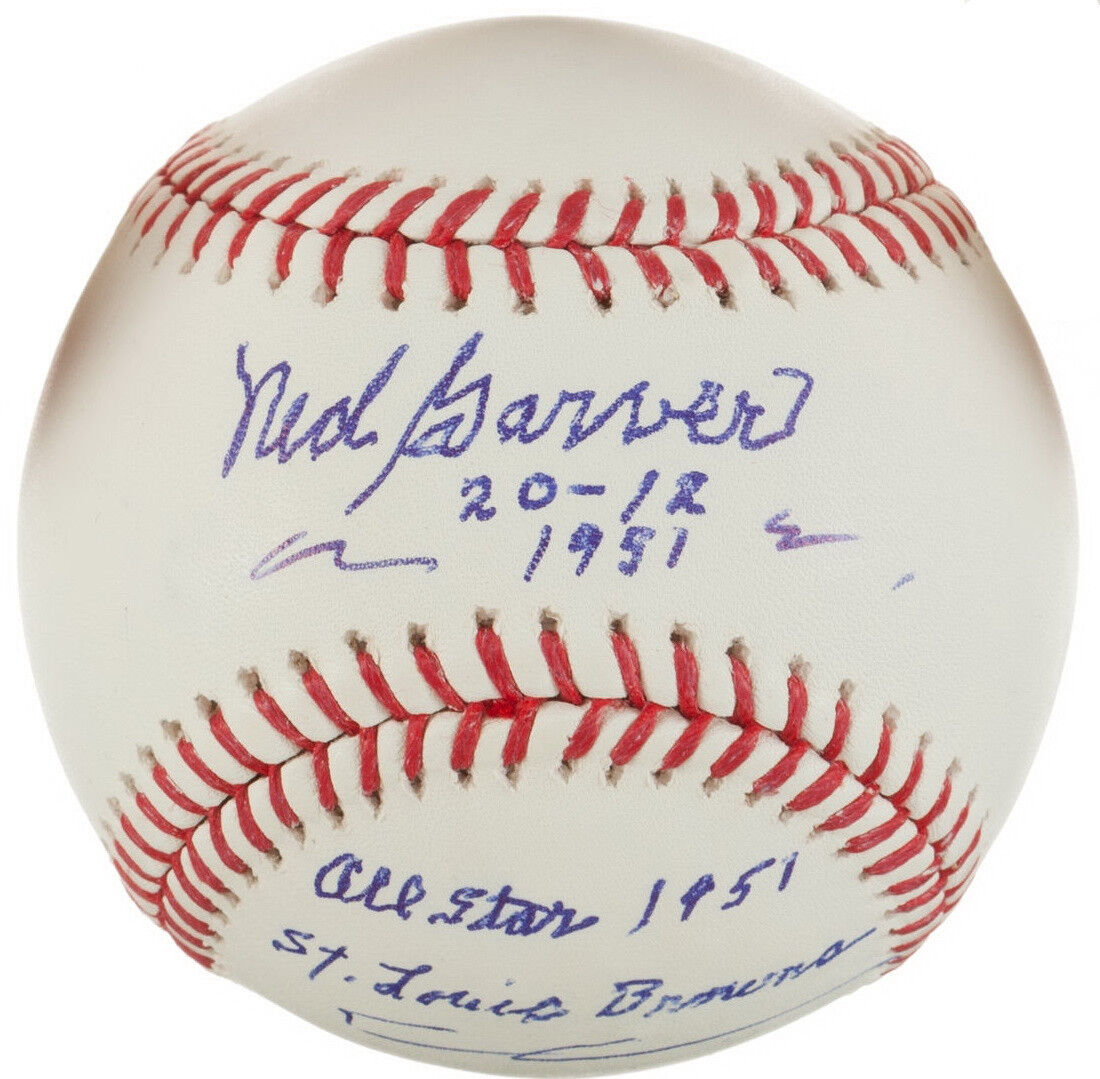 Ned Garver
20-12
1951
All Star 1951
St. Louis Browns